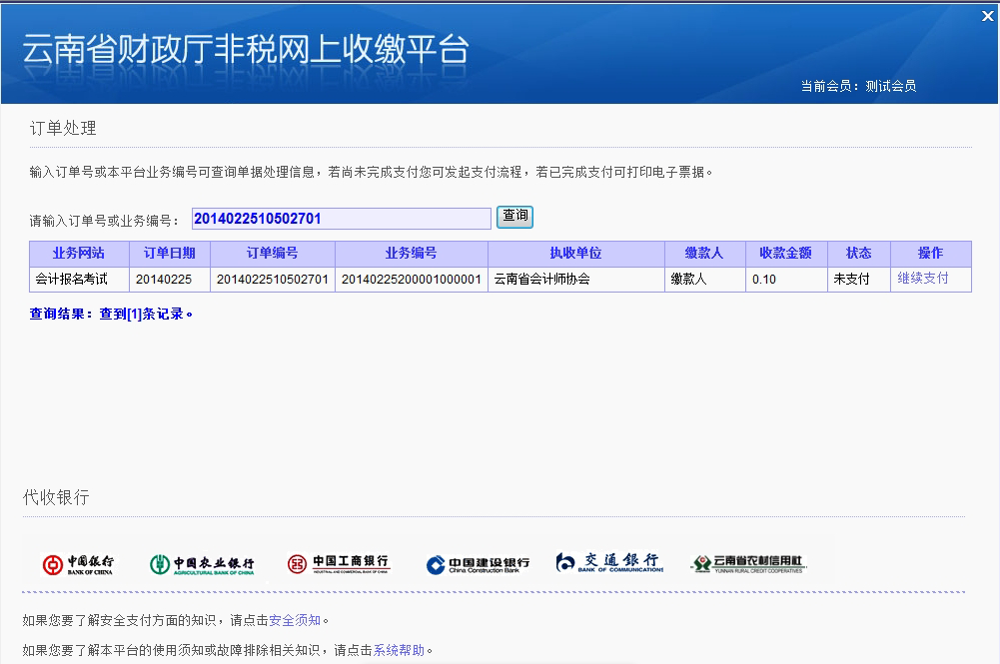 云南省财政厅非税网上收缴平台
当前会员：测试会员
订单处理
输入订单号或本平台业务编号可查询单据处理信息，若尚未完成支付您可发起支付流程，若已完成支付可打印电子票据。
请输入订单号或业务编号： 2014022510502701 查询
业务网站 订单日期 订单编号 业务编号 执收单位 缴款人 收款金额 状态 操作
会计报名考试 20140225 2014022510502701 20140225200001000001 云南省会计师协会 缴款人 0.10 未支付 继续支付
查询结果：查到[1]条记录。
代收银行
中国银行 中国农业银行 中国工商银行 中国建设银行 交通银行 云南省农村信用社
BANK OF CHINA AGRICULTURAL BANK OF CHINA INDUSTRIAL AND COMMERCIAL BANK OF CHINA China Construction Bank BANK OF COMMUNICATIONS YUNNAN RURAL CREDIT COOPERATIVES
如果您要了解安全支付方面的知识，请点击安全须知。
如果您要了解本平台的使用须知或故障排除相关知识，请点击系统帮助。